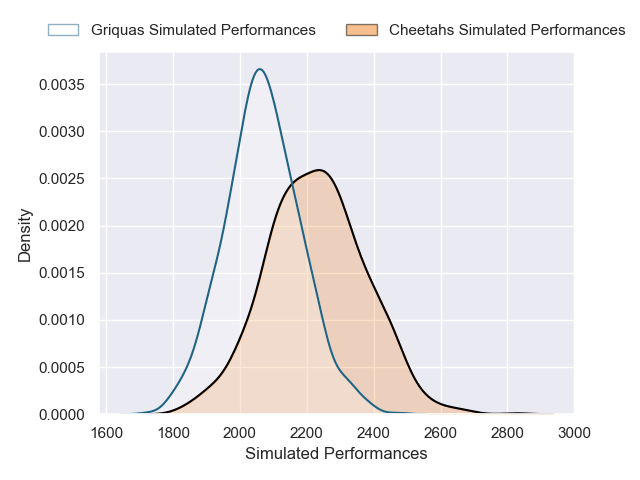 Griquas Simulated Performances Cheetahs Simulated Performances
0.0035
0.0030
0.0025
0.0020
0.0015
0.0010
0.0005
0.0000
Density
1600 1800 2000 2200 2400 2600 2800 3000
Simulated Performances